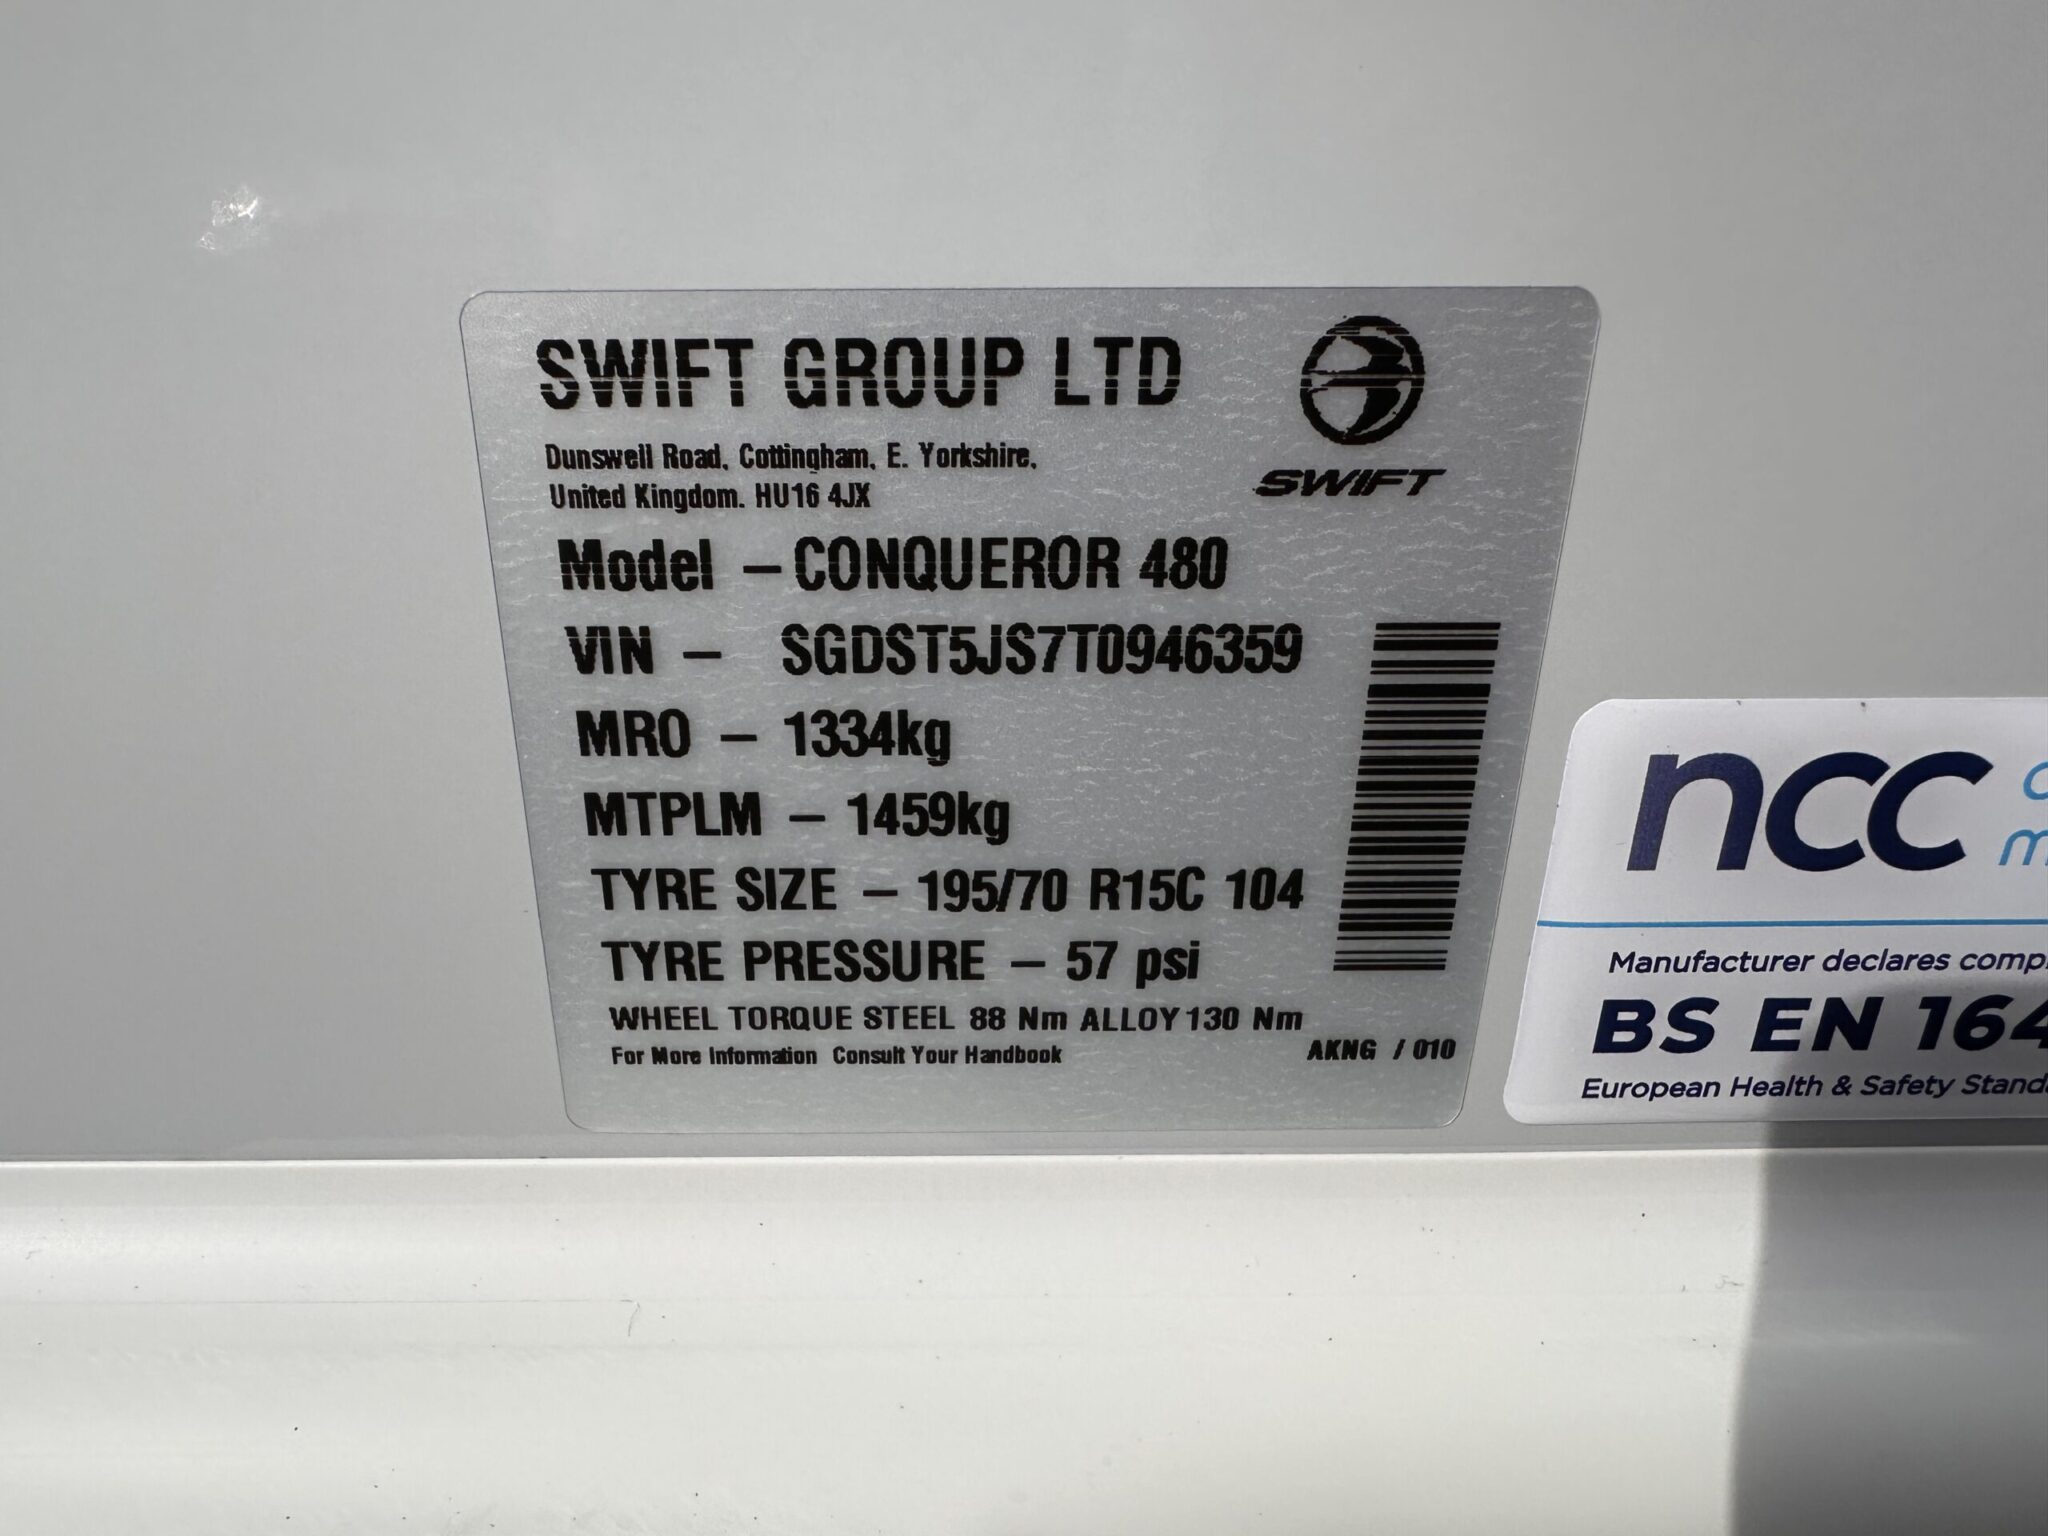 SWIFT GROUP LTD
SWIFT
Dunswell Road, Cottingham, E. Yorkshire,
United Kingdom. HU16 4JX
Model – CONQUEROR 480
VIN – SGDST5JS7T0946359
MRO – 1334kg
MTPLM – 1459kg
TYRE SIZE – 195/70 R15C 104
TYRE PRESSURE – 57 psi
WHEEL TORQUE STEEL 88 Nm ALLOY 130 Nm
For More Information Consult Your Handbook
AKNG / 010
ncc
Manufacturer declares
BS EN
European Health & Safety